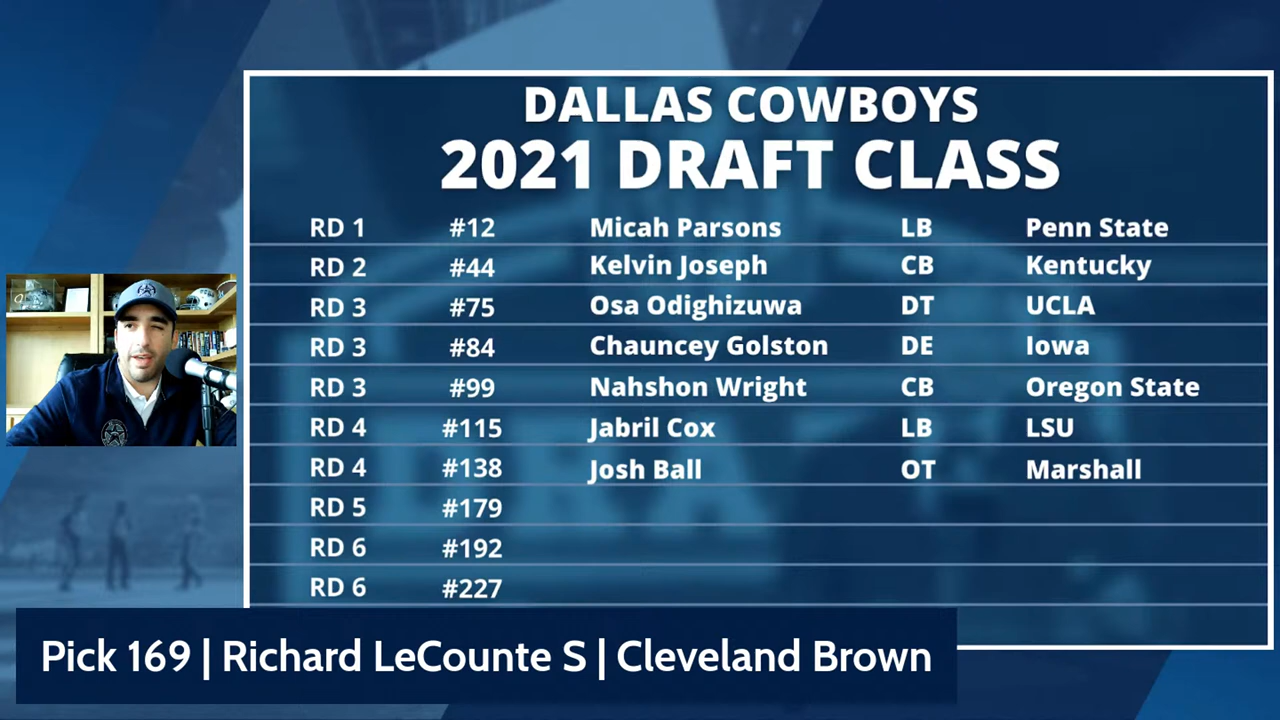 DALLAS COWBOYS
2021 DRAFT CLASS
RD 1 #12 Micah Parsons LB Penn State
RD 2 #44 Kelvin Joseph CB Kentucky
RD 3 #75 Osa Odighizuwa DT UCLA
RD 3 #84 Chauncey Golston DE Iowa
RD 3 #99 Nahshon Wright CB Oregon State
RD 4 #115 Jabril Cox LB LSU
RD 4 #138 Josh Ball OT Marshall
RD 5 #179
RD 6 #192
RD 6 #227
Pick 169 | Richard LeCounte S | Cleveland Brown